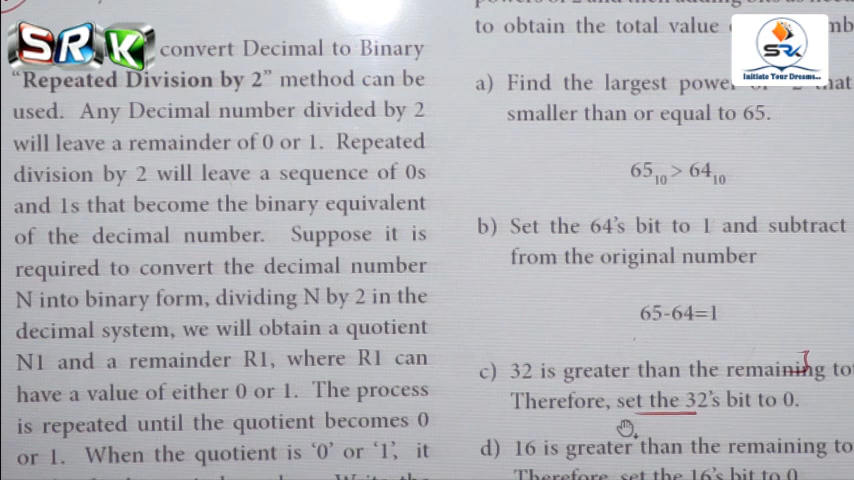 SRK
convert Decimal to Binary
"Repeated Division by 2" method can be
used. Any Decimal number divided by 2
will leave a remainder of 0 or 1. Repeated
division by 2 will leave a sequence of 0s
and 1s that become the binary equivalent
of the decimal number. Suppose it is
required to convert the decimal number
N into binary form, dividing N by 2 in the
decimal system, we will obtain a quotient
N1 and a remainder R1, where R1 can
have a value of either 0 or 1. The process
is repeated until the quotient becomes 0
or 1. When the quotient is '0' or '1', it
to obtain the total value
SRK
Initiate Your Dreams...
a) Find the largest power
smaller than or equal to 65.
65₁₀ > 64₁₀
b) Set the 64's bit to 1 and subtract
from the original number
65-64=1
c) 32 is greater than the remaining
Therefore, set the 32's bit to 0.
d) 16 is greater than the remaining
Therefore, set the 16's bit to 0